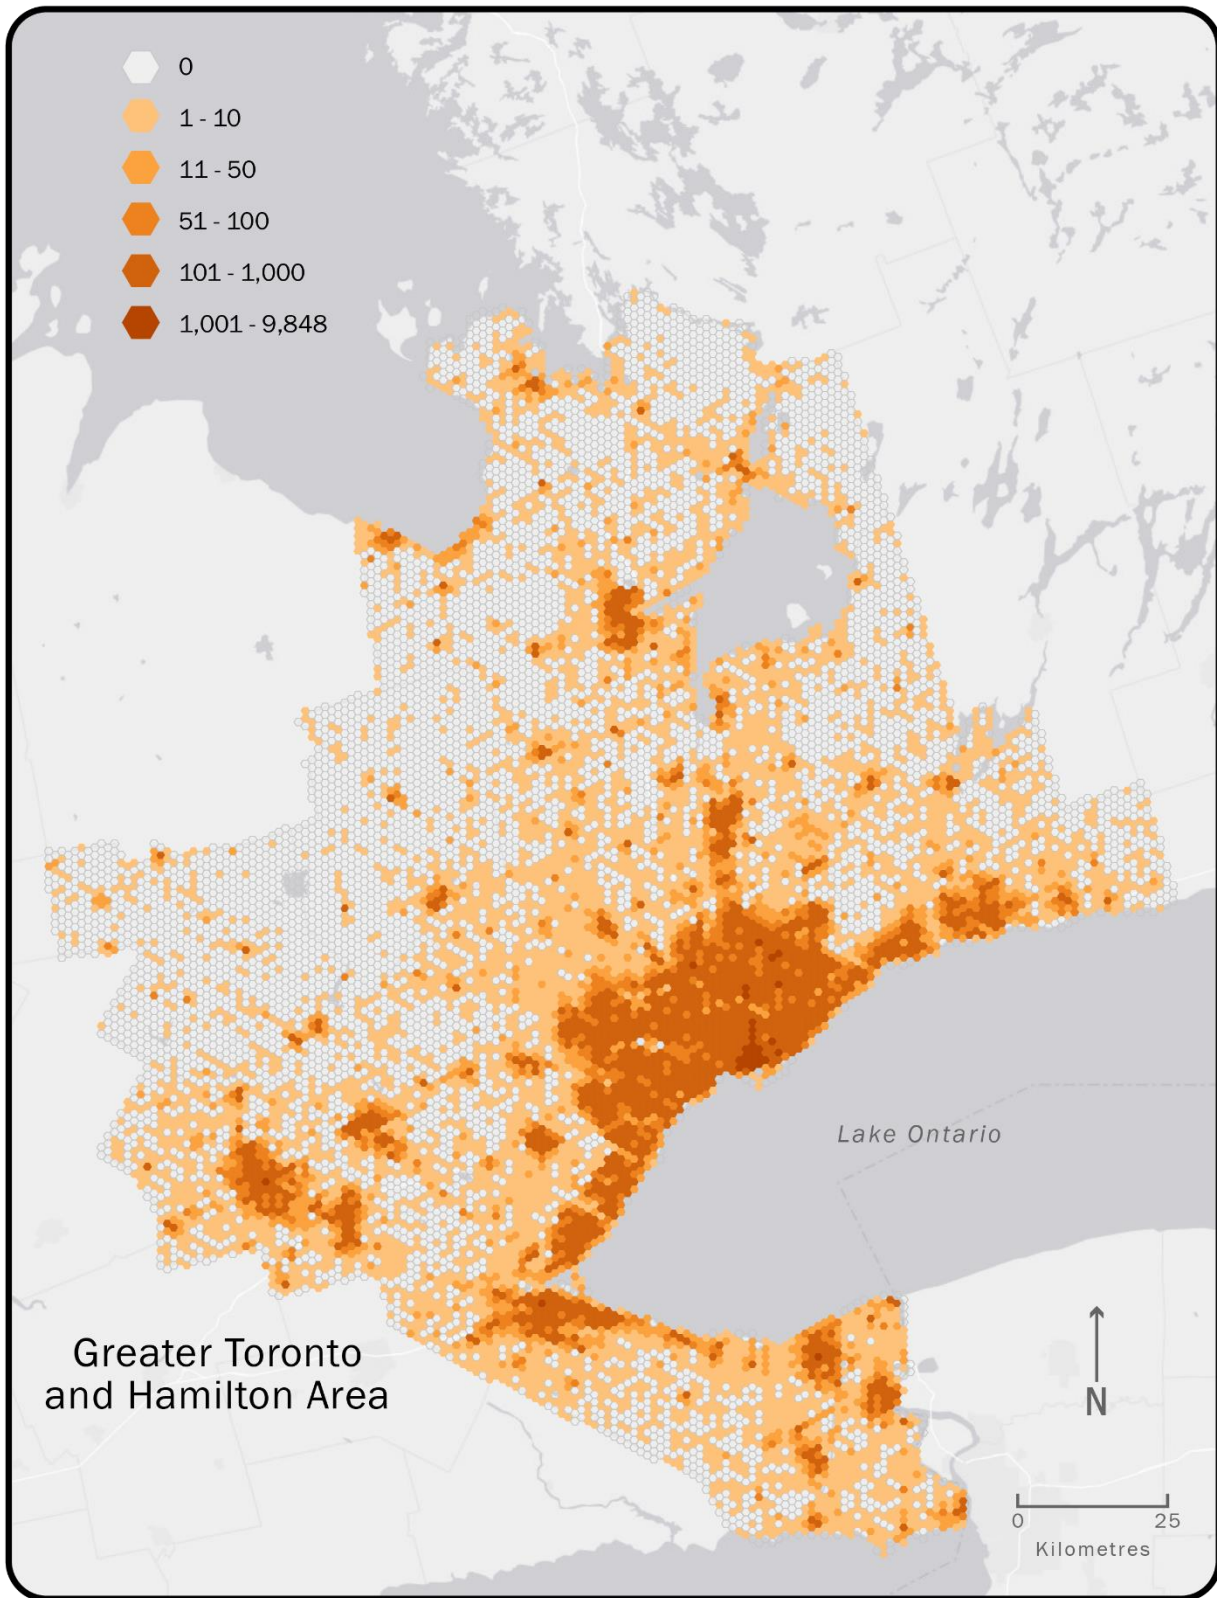 0
1 - 10
11 - 50
51 - 100
101 - 1,000
1,001 - 9,848
Lake Ontario
Greater Toronto
and Hamilton Area
N
0 25
Kilometres